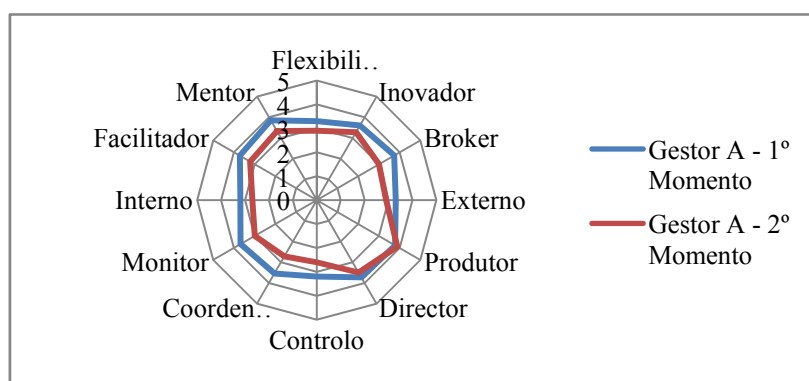 Flexibili..
Mentor
Inovador
Facilitador
Broker
Interno
Externo
Monitor
Produtor
Coorden..
Director
Controlo
5
4
3
2
1
0
Gestor A - 1º
Momento
Gestor A - 2º
Momento